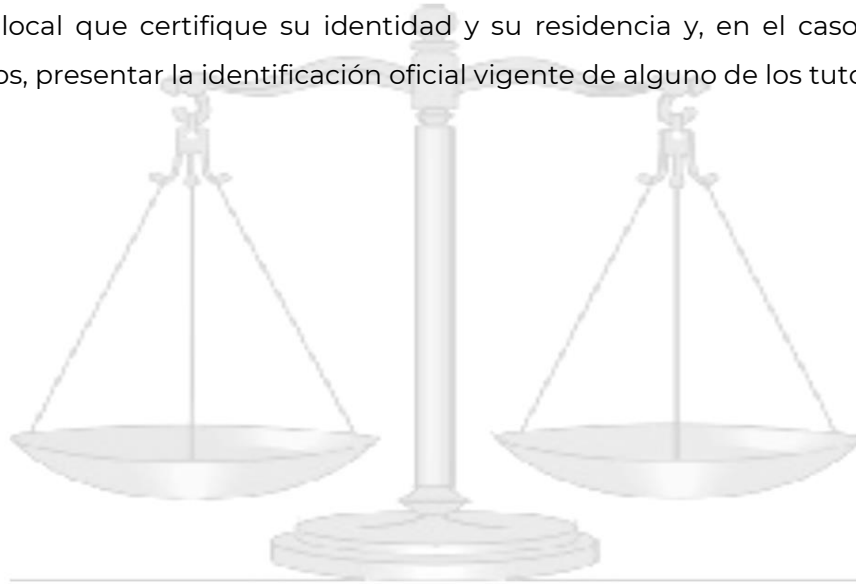 local que certifique su identidad y su residencia y, en el caso
os, presentar la identificación oficial vigente de alguno de los tuto